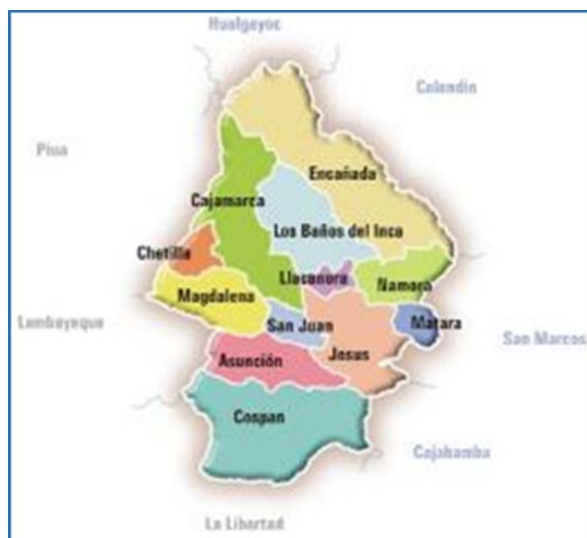 Hualgayoc
Celendín
Piua
Encañada
Cajamarca
Los Baños del Inca
Chetilla
Llacanora
Namora
Magdalena
San Juan
Matara
Lambayeque
San Marcos
Jesus
Asunción
Cospan
Cajabamba
La Libertad